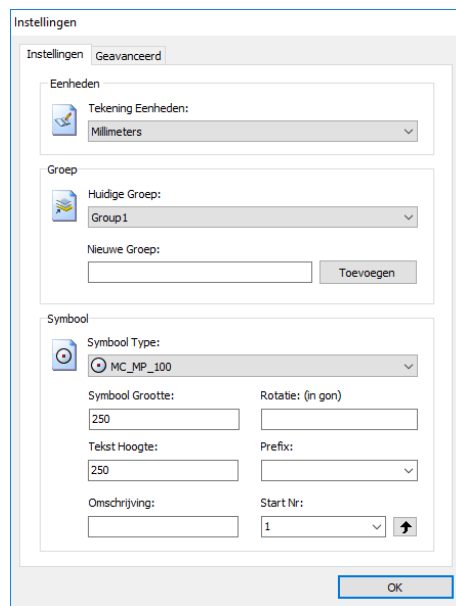 Instellingen
Instellingen Geavanceerd
Eenheden
Tekening Eenheden:
Millimeters
Groep
Huidige Groep:
Group1
Nieuwe Groep:
Toevoegen
Symbool
Symbool Type:
MC_MP_100
Symbool Grootte: Rotatie: (in gon)
250
Tekst Hoogte: Prefix:
250
Omschrijving: Start Nr:
1
OK